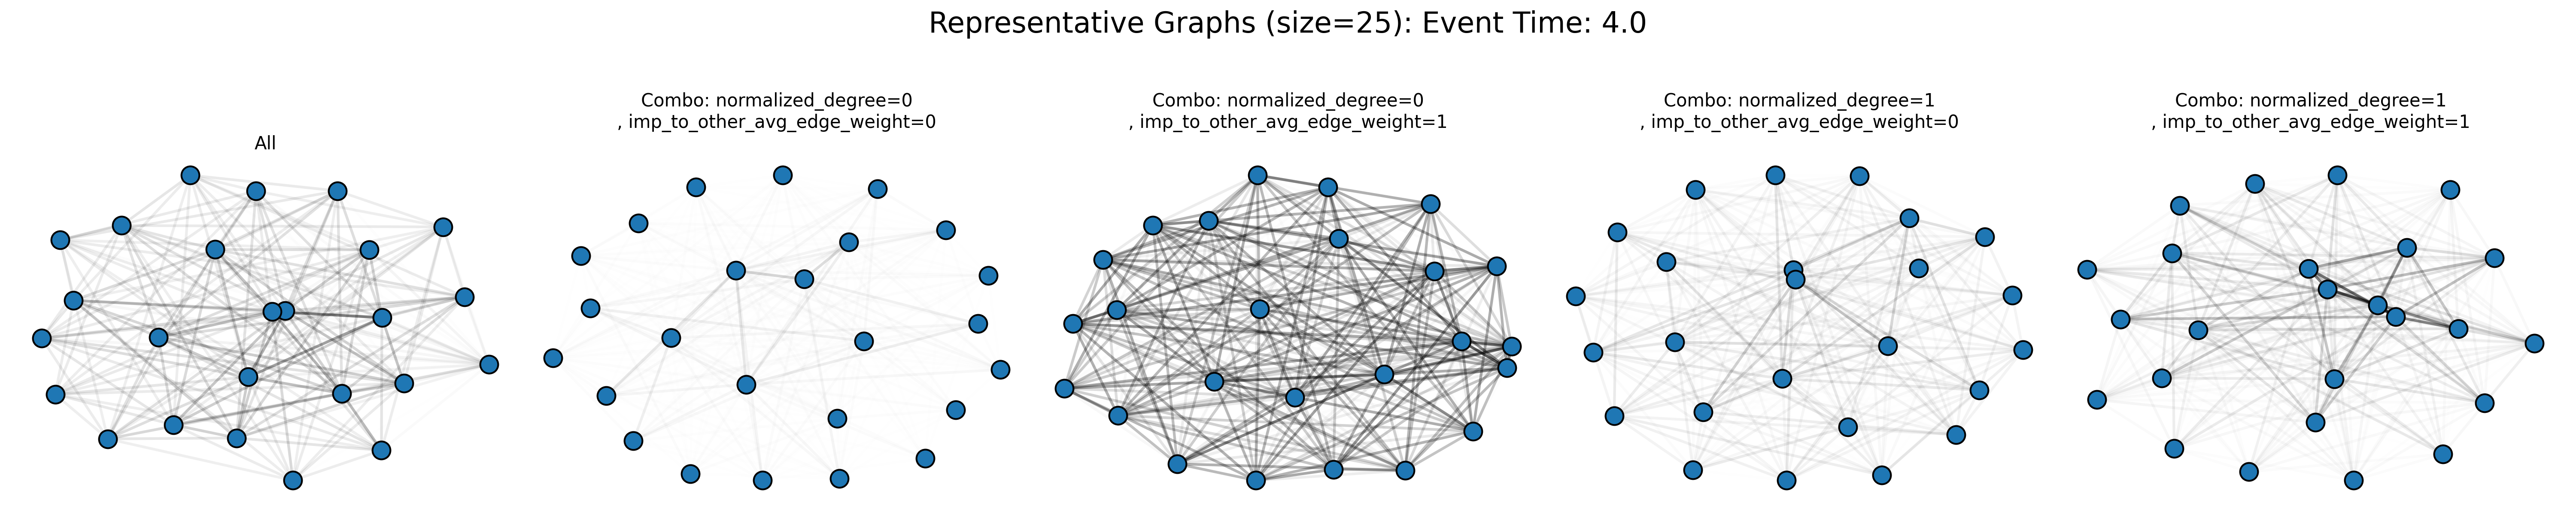 Representative Graphs (size=25): Event Time: 4.0
All
Combo: normalized_degree=0
, imp_to_other_avg_edge_weight=0
Combo: normalized_degree=0
, imp_to_other_avg_edge_weight=1
Combo: normalized_degree=1
, imp_to_other_avg_edge_weight=0
Combo: normalized_degree=1
, imp_to_other_avg_edge_weight=1